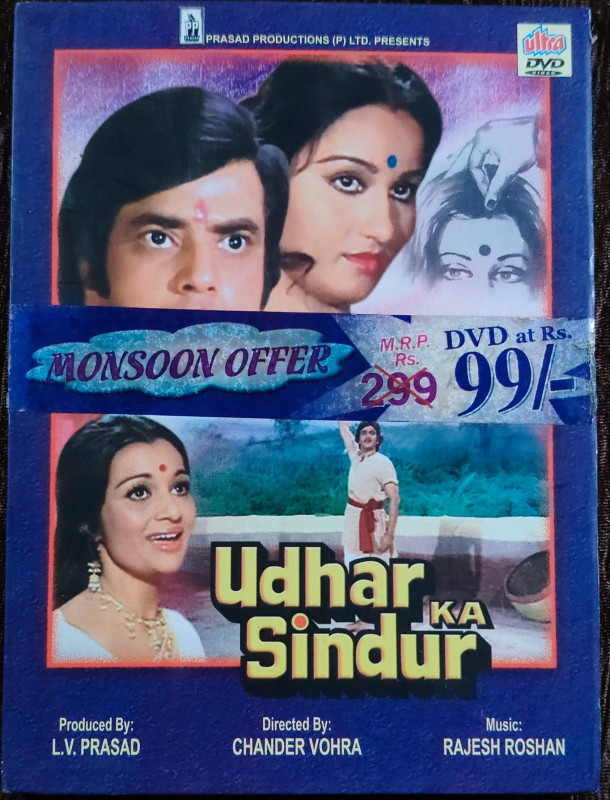 PRASAD PRODUCTIONS (P) LTD. PRESENTS
ultra
DVD
VIDEO
MONSOON OFFER
M.R.P.
Rs.
299
DVD at Rs.
99/-
Udhar
KA
Sindur
Produced By:
L.V. PRASAD
Directed By:
CHANDER VOHRA
Music:
RAJESH ROSHAN